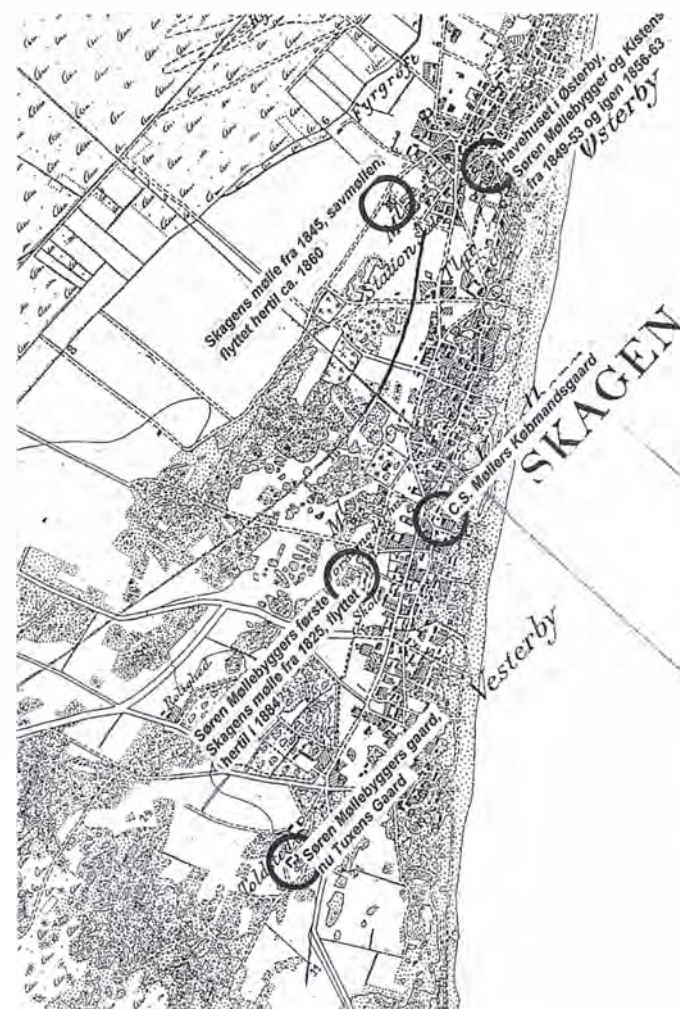 Havehuset i Østerby,
Søren Møllebygger og Kistens
fra 1849-53 og igen 1856-63
Østerby
Skagens mølle fra 1845, savmøllen,
flyttet hertil ca. 1860
Station
SKAGEN
C.S. Møllers Købmandsgaard
Søren Møllebyggers første
Skagens mølle fra 1825, flyttet
hertil i 1884
Vesterby
Rolighed
Søren Møllebyggers gaard,
nu Tuxens Gaard